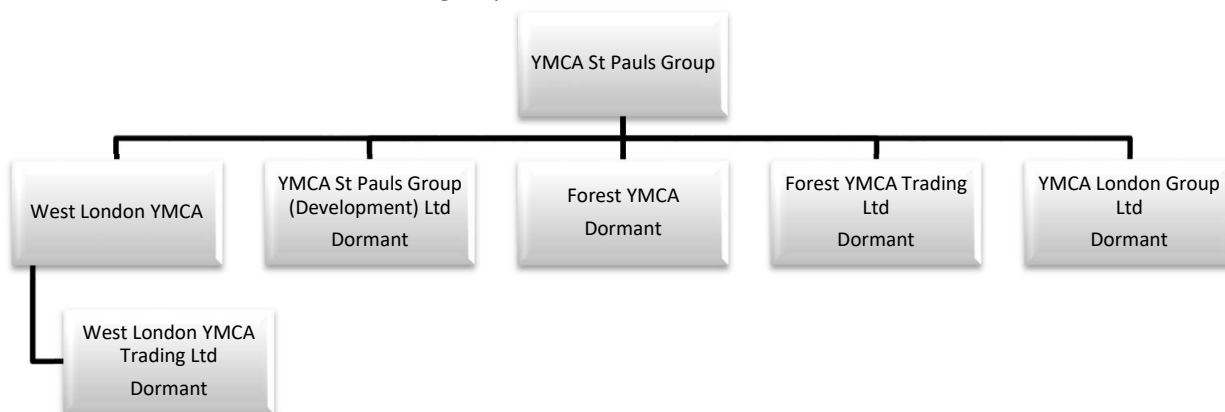 YMCA St Pauls Group
West London YMCA
YMCA St Pauls Group
(Development) Ltd
Dormant
Forest YMCA
Dormant
Forest YMCA Trading
Ltd
Dormant
YMCA London Group
Ltd
Dormant
West London YMCA
Trading Ltd
Dormant